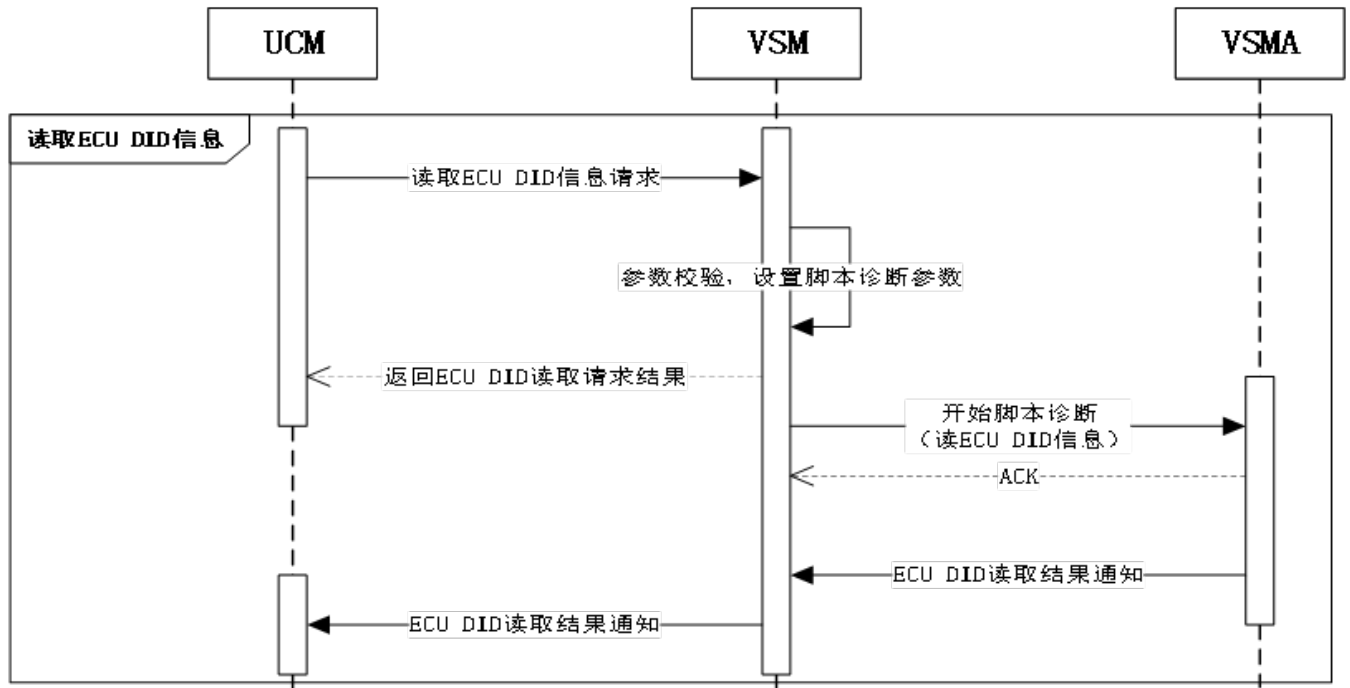 UCM
VSM
VSMA
读取ECU DID信息
读取ECU DID信息请求
参数校验，设置脚本诊断参数
返回ECU DID读取请求结果
开始脚本诊断
（读ECU DID信息）
ACK
ECU DID读取结果通知
ECU DID读取结果通知